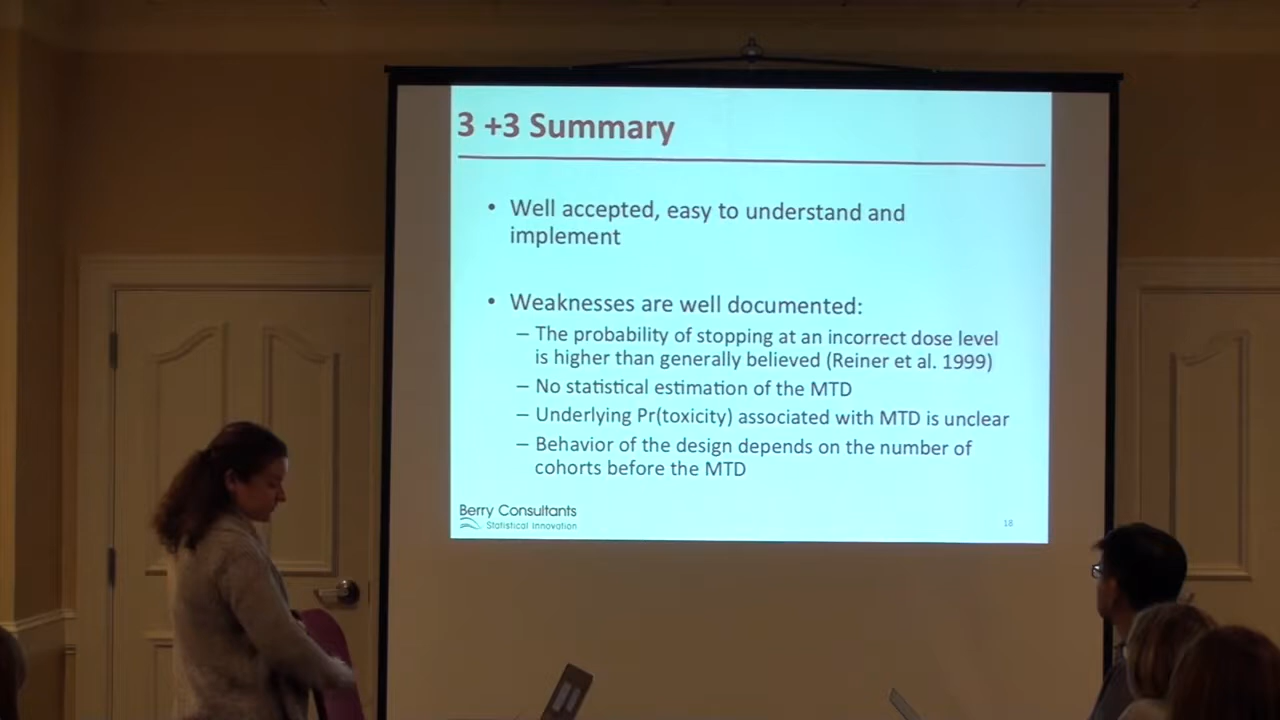 3 +3 Summary
• Well accepted, easy to understand and
implement
• Weaknesses are well documented:
– The probability of stopping at an incorrect dose level
is higher than generally believed (Reiner et al. 1999)
– No statistical estimation of the MTD
– Underlying Pr(toxicity) associated with MTD is unclear
– Behavior of the design depends on the number of
cohorts before the MTD
Berry Consultants
Statistical Innovation
18